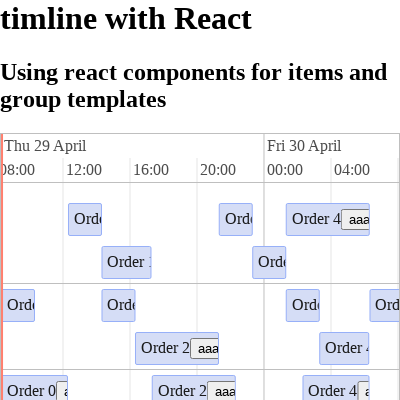 timline with React
Using react components for items and
group templates
Thu 29 April
Fri 30 April
08:00 12:00 16:00 20:00 00:00 04:00
Orde Orde Order 4 aaa
Order Orde
Orde Orde Orde Orde
Order 2 aaa Order
Order 0 a Order 2 aaa Order 4 a